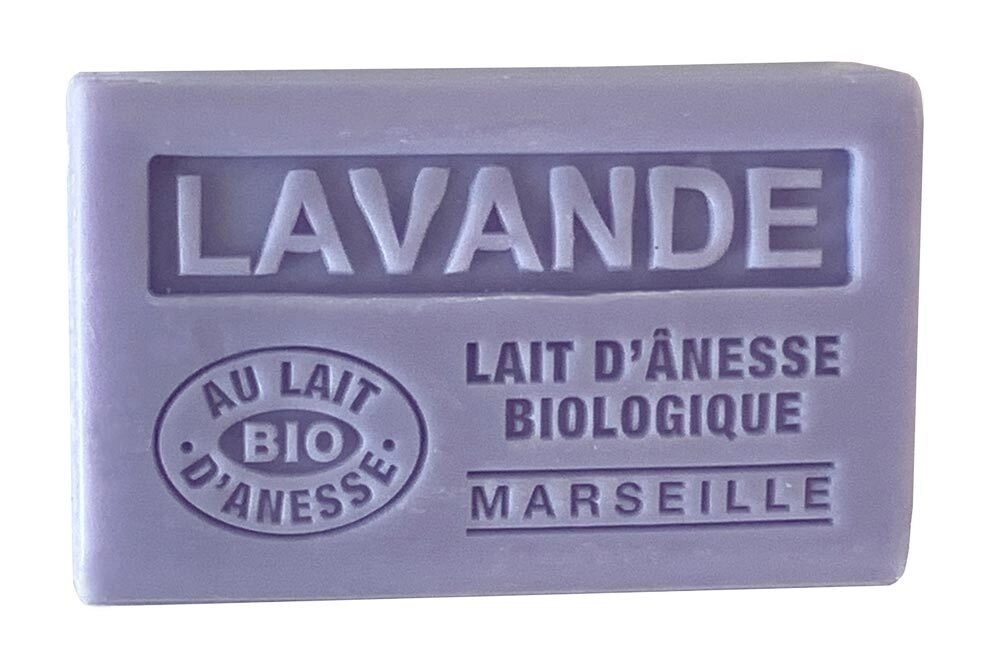 LAVANDE
AU LAIT
BIO
D'ANESSE
LAIT D'ÂNESSE
BIOLOGIQUE
MARSEILLE